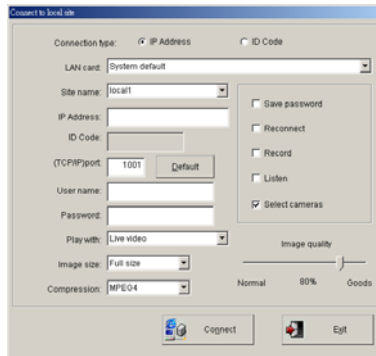 Connect to local site
Connection type: IP Address ID Code
LAN card: System default
Site name: local1
Save password
IP Address:
Reconnect
ID Code:
Record
(TCP/IP)port: 1001 Default
Listen
User name:
Select cameras
Password:
Play with: Live video
Image quality
Image size: Full size
Normal 80% Goods
Compression: MPEG4
Connect Exit